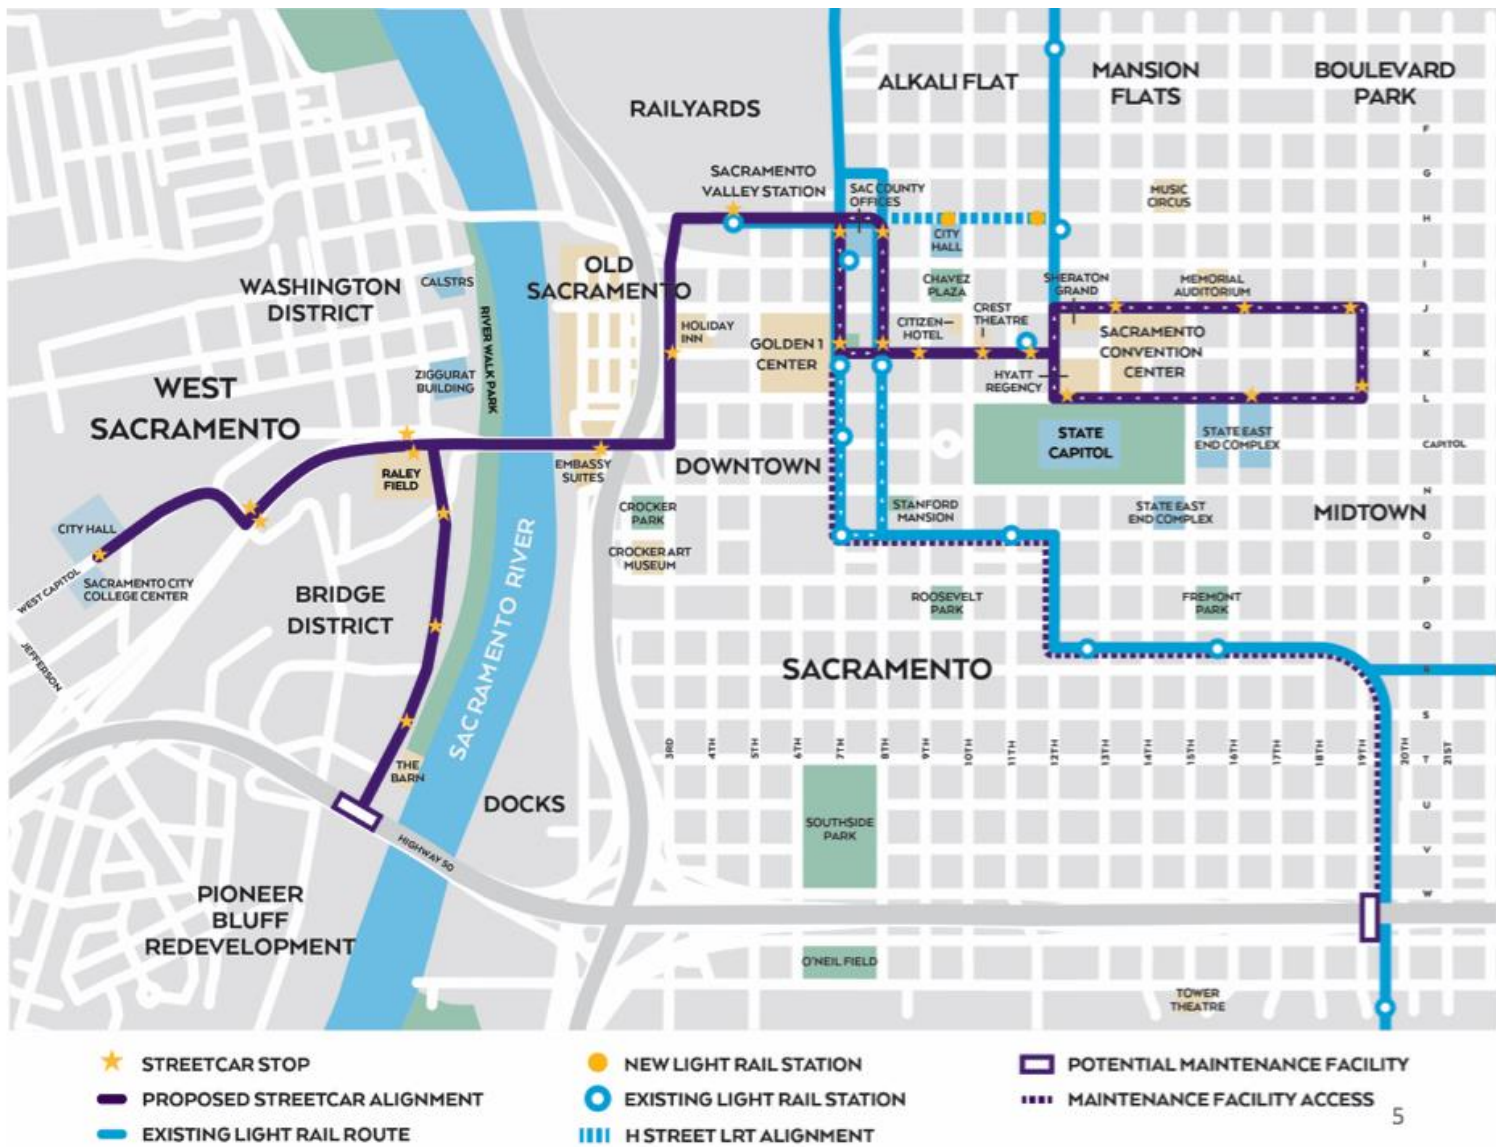 ALKALI FLAT
MANSION
FLATS
BOULEVARD
PARK
RAILYARDS
F
G
H
I
J
K
L
CAPITOL
N
O
P
Q
S
T
U
V
W
SACRAMENTO
VALLEY STATION
SAC COUNTY
OFFICES
MUSIC
CIRCUS
CITY
HALL
OLD
SACRAMENTO
CALSTRS
WASHINGTON
DISTRICT
RIVER WALK PARK
CHAVEZ
PLAZA
SHERATON
GRAND
MEMORIAL
AUDITORIUM
HOLIDAY
INN
GOLDEN 1
CENTER
CITIZEN
HOTEL
CREST
THEATRE
SACRAMENTO
CONVENTION
CENTER
HYATT
REGENCY
ZIGGURAT
BUILDING
WEST
SACRAMENTO
STATE
CAPITOL
STATE EAST
END COMPLEX
RALEY
FIELD
EMBASSY
SUITES
DOWNTOWN
CROCKER
PARK
STANFORD
MANSION
STATE EAST
END COMPLEX
MIDTOWN
CITY HALL
CROCKER ART
MUSEUM
SACRAMENTO RIVER
WEST CAPITOL
SACRAMENTO CITY
COLLEGE CENTER
BRIDGE
DISTRICT
ROOSEVELT
PARK
FREMONT
PARK
JEFFERSON
SACRAMENTO
3RD
4TH
5TH
6TH
7TH
8TH
9TH
10TH
11TH
12TH
13TH
14TH
15TH
16TH
17TH
18TH
19TH
20TH
21ST
THE
BARN
DOCKS
SOUTHSIDE
PARK
HIGHWAY 50
PIONEER
BLUFF
REDEVELOPMENT
O'NEIL FIELD
TOWER
THEATRE
STREETCAR STOP
NEW LIGHT RAIL STATION
POTENTIAL MAINTENANCE FACILITY
PROPOSED STREETCAR ALIGNMENT
EXISTING LIGHT RAIL STATION
MAINTENANCE FACILITY ACCESS
EXISTING LIGHT RAIL ROUTE
H STREET LRT ALIGNMENT
5